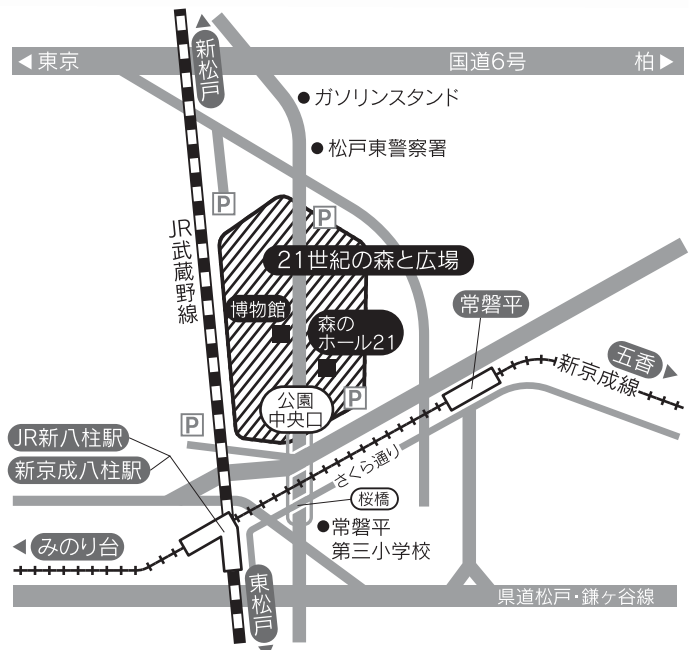 新松戸
東京
国道6号
柏
ガソリンスタンド
松戸東警察署
P
P
JR武蔵野線
21世紀の森と広場
博物館
森の
ホール21
常盤平
五香
新京成線
公園
中央口
P
P
JR新八柱駅
新京成八柱駅
さくら通り
桜橋
常盤平
第三小学校
みのり台
東松戸
県道松戸・鎌ヶ谷線